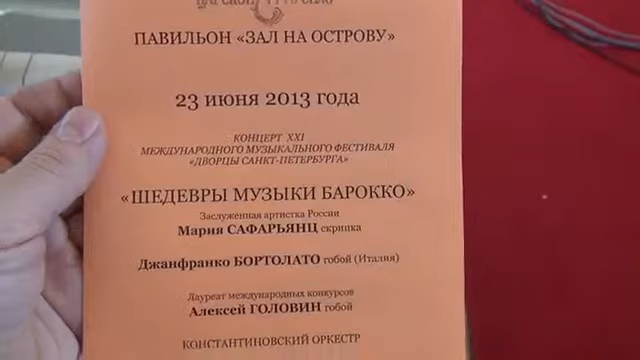 ПАВИЛЬОН «ЗАЛ НА ОСТРОВУ»
23 июня 2013 года
КОНЦЕРТ XXI
МЕЖДУНАРОДНОГО МУЗЫКАЛЬНОГО ФЕСТИВАЛЯ
«ДВОРЦЫ САНКТ-ПЕТЕРБУРГА»
«ШЕДЕВРЫ МУЗЫКИ БАРОККО»
Заслуженная артистка России
Мария САФАРЬЯНЦ скрипка
Джанфранко БОРТОЛАТО гобой (Италия)
Лауреат международных конкурсов
Алексей ГОЛОВИН гобой
КОНСТАНТИНОВСКИЙ ОРКЕСТР